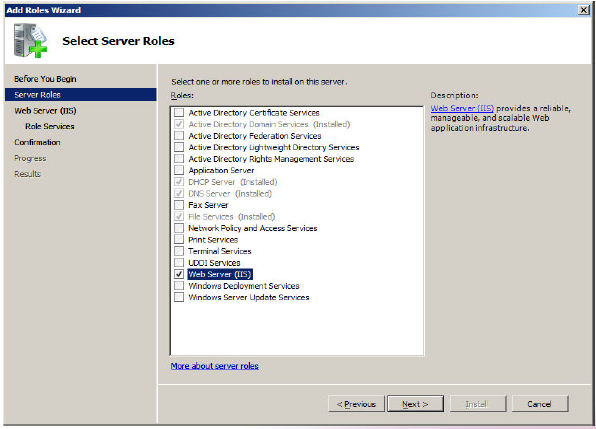 Add Roles Wizard
Select Server Roles
Before You Begin
Server Roles
Web Server (IIS)
Role Services
Confirmation
Progress
Results
Select one or more roles to install on this server.
Roles:
Active Directory Certificate Services
Active Directory Domain Services (Installed)
Active Directory Federation Services
Active Directory Lightweight Directory Services
Active Directory Rights Management Services
Application Server
DHCP Server (Installed)
DNS Server (Installed)
Fax Server
File Services (Installed)
Network Policy and Access Services
Print Services
Terminal Services
UDDI Services
Web Server (IIS)
Windows Deployment Services
Windows Server Update Services
More about server roles
Description:
Web Server (IIS) provides a reliable,
manageable, and scalable Web
application infrastructure.
< Previous
Next >
Install
Cancel